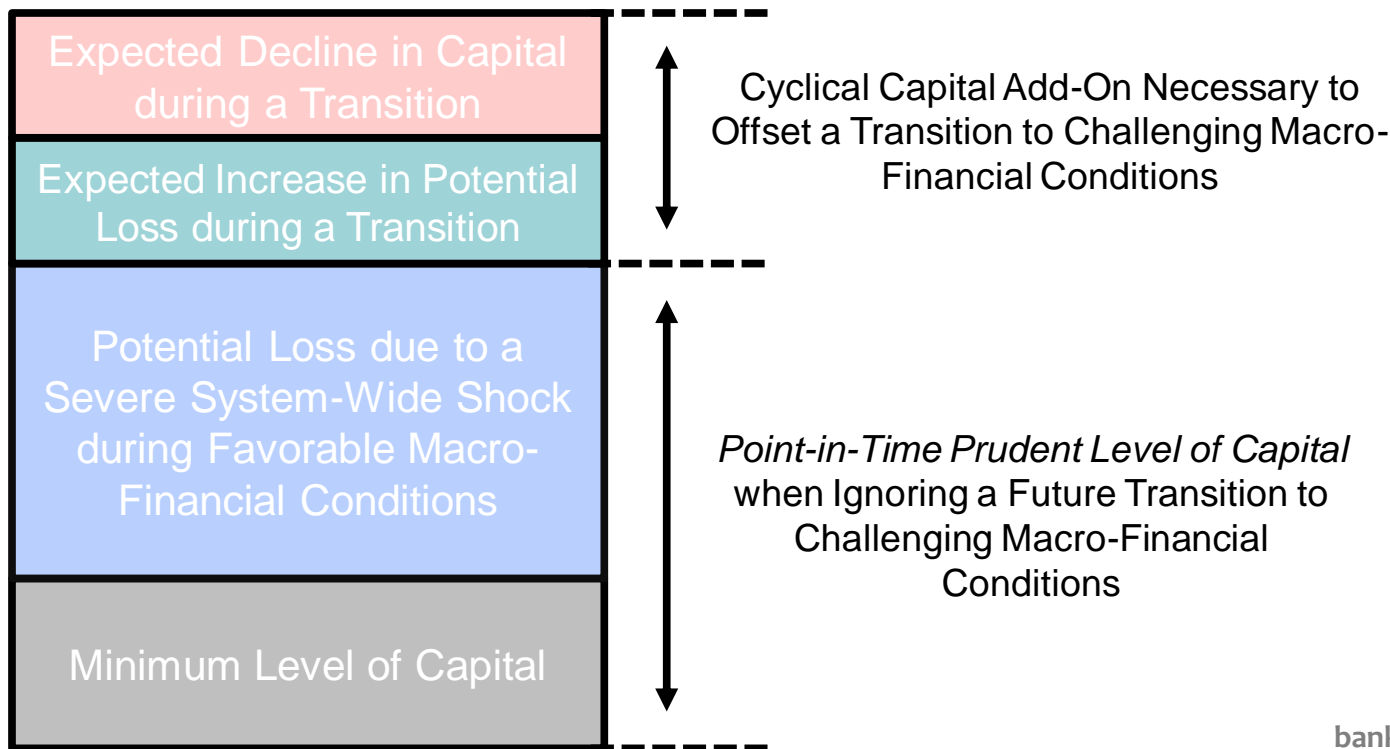 Expected Decline in Capital
during a Transition
Expected Increase in Potential
Loss during a Transition
Potential Loss due to a
Severe System-Wide Shock
during Favorable Macro-
Financial Conditions
Minimum Level of Capital
Cyclical Capital Add-On Necessary to
Offset a Transition to Challenging Macro-
Financial Conditions
Point-in-Time Prudent Level of Capital
when Ignoring a Future Transition to
Challenging Macro-Financial
Conditions